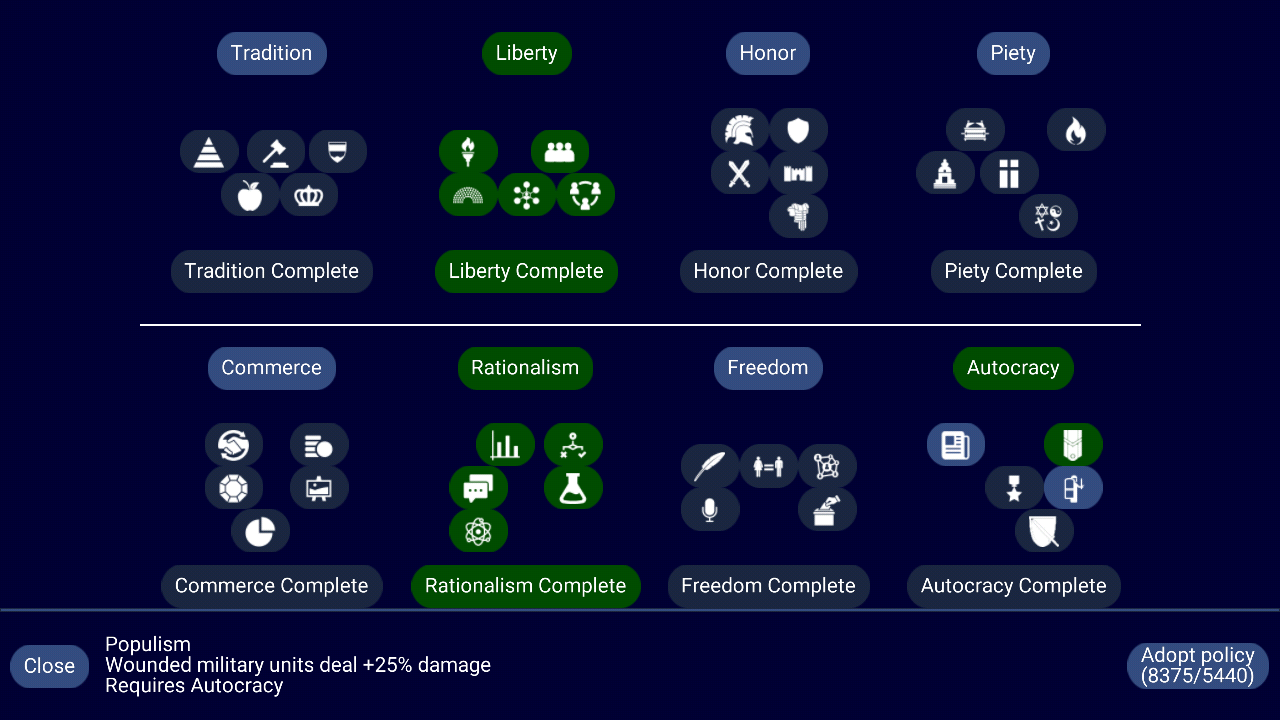 Tradition
Liberty
Honor
Piety
Tradition Complete
Liberty Complete
Honor Complete
Piety Complete
Commerce
Rationalism
Freedom
Autocracy
Commerce Complete
Rationalism Complete
Freedom Complete
Autocracy Complete
Close
Populism
Wounded military units deal +25% damage
Requires Autocracy
Adopt policy
(8375/5440)